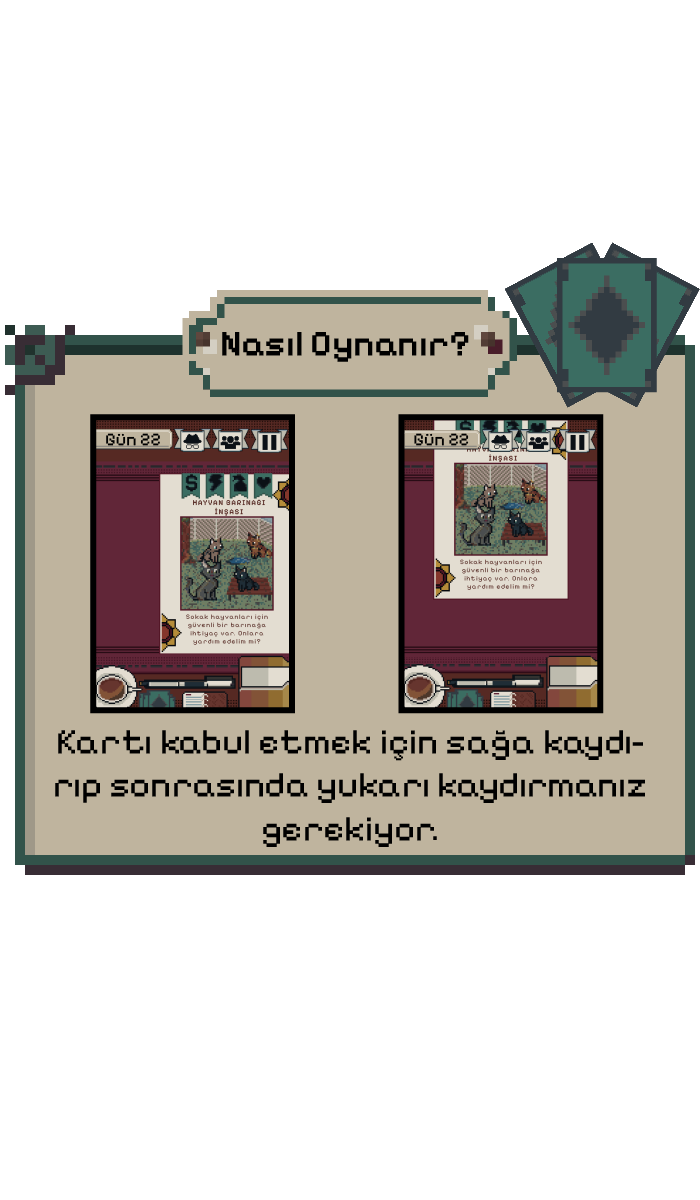 Nasıl Oynanır?
Gün 22
$
HAYVAN BARINAĞI
İNŞASI
Sokak hayvanları için
güvenli bir barınağa
ihtiyaç var. Onlara
yardım edelim mi?
Gün 22
İNŞASI
Sokak hayvanları için
güvenli bir barınağa
ihtiyaç var. Onlara
yardım edelim mi?
Kartı kabul etmek için sağa kaydı-
rıp sonrasında yukarı kaydırmanız
gerekiyor.